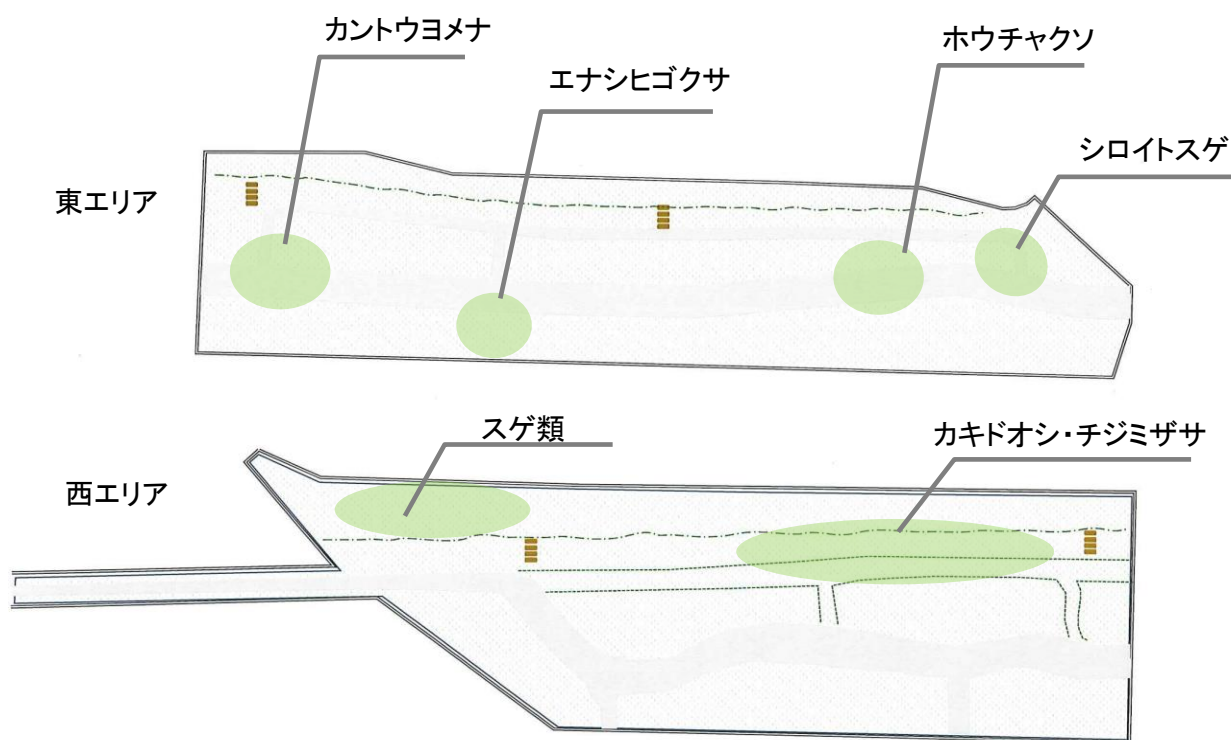 カントウヨメナ
ホウチャクソ
エナシヒゴクサ
シロイトスゲ
東エリア
スゲ類
カキドオシ・チジミザサ
西エリア